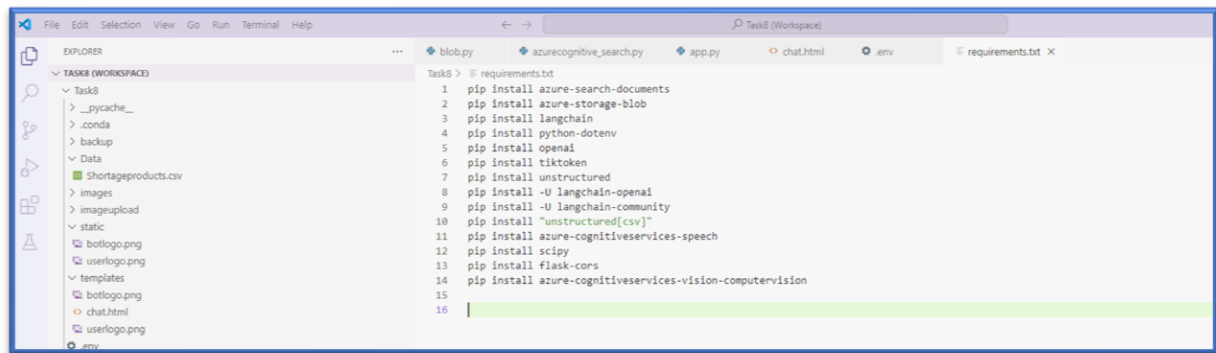 File Edit Selection View Go Run Terminal Help
Task8 (Workspace)
EXPLORER
TASK8 (WORKSPACE)
Task8
__pycache__
.conda
backup
Data
Shortageproducts.csv
images
imageupload
static
botlogo.png
userlogo.png
templates
botlogo.png
chat.html
userlogo.png
.env
blob.py azurecognitive_search.py app.py chat.html .env requirements.txt
Task8 > requirements.txt
1 pip install azure-search-documents
2 pip install azure-storage-blob
3 pip install langchain
4 pip install python-dotenv
5 pip install openai
6 pip install tiktoken
7 pip install unstructured
8 pip install -U langchain-openai
9 pip install -U langchain-community
10 pip install "unstructured[csv]"
11 pip install azure-cognitiveservices-speech
12 pip install scipy
13 pip install flask-cors
14 pip install azure-cognitiveservices-vision-computervision
15
16